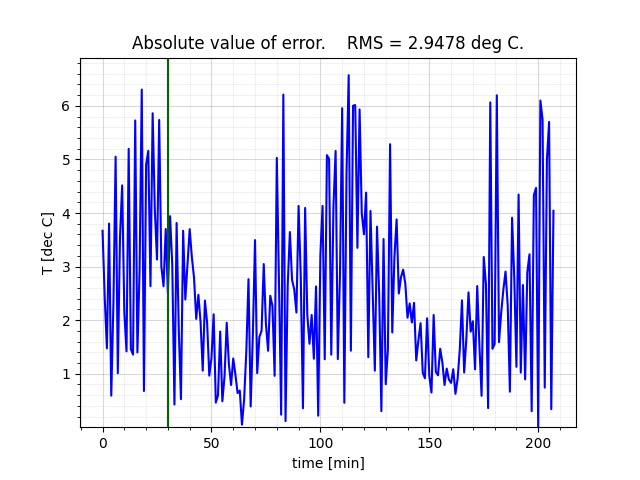 Absolute value of error.    RMS = 2.9478 deg C.
T [dec C]
6
5
4
3
2
1
0 50 100 150 200
time [min]